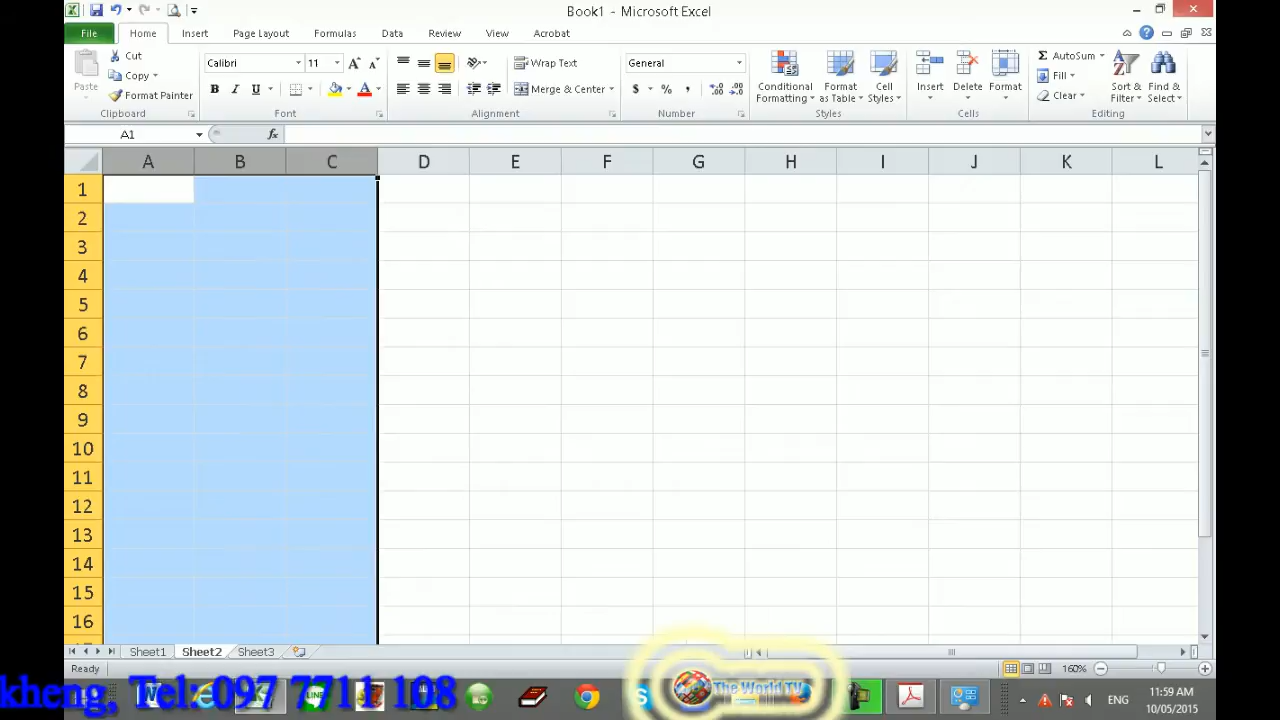 Book1 - Microsoft Excel
File Home Insert Page Layout Formulas Data Review View Acrobat
Paste
Cut
Copy
Format Painter
Clipboard
Calibri 11
B I U
Font
Wrap Text
Merge & Center
Alignment
General
$ % ,
Number
Conditional Formatting
Format as Table
Cell Styles
Styles
Insert Delete Format
Cells
AutoSum
Fill
Clear
Sort & Filter
Find & Select
Editing
A1 fx
A B C D E F G H I J K L
1
2
3
4
5
6
7
8
9
10
11
12
13
14
15
16
Sheet1 Sheet2 Sheet3
Ready 160%
kheng, Tel: 097 7711 108
LINE
The World TV
ENG
11:59 AM
10/05/2015